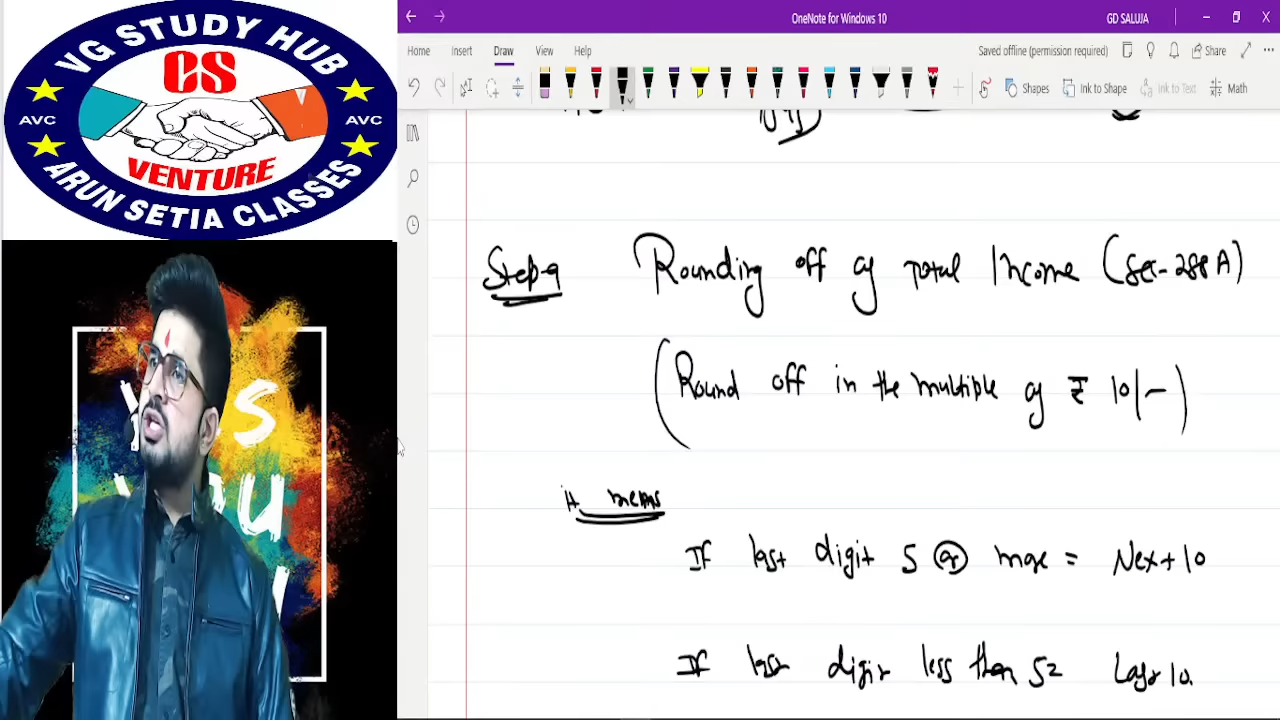 VG STUDY HUB
CS
AVC
AVC
VENTURE
ARUN SETIA CLASSES
OneNote for Windows 10
GD SALUJA
Home Insert Draw View Help
Saved offline (permission required)
Share
Shapes
Ink to Shape
Ink to Text
Math
Step-9 Rounding off of Total Income (Sec-288A)
(Round off in the multiple of ₹ 10/-)
It means
If last digit 5 or more = Next 10
If last digit less than 5 = Last 10
S